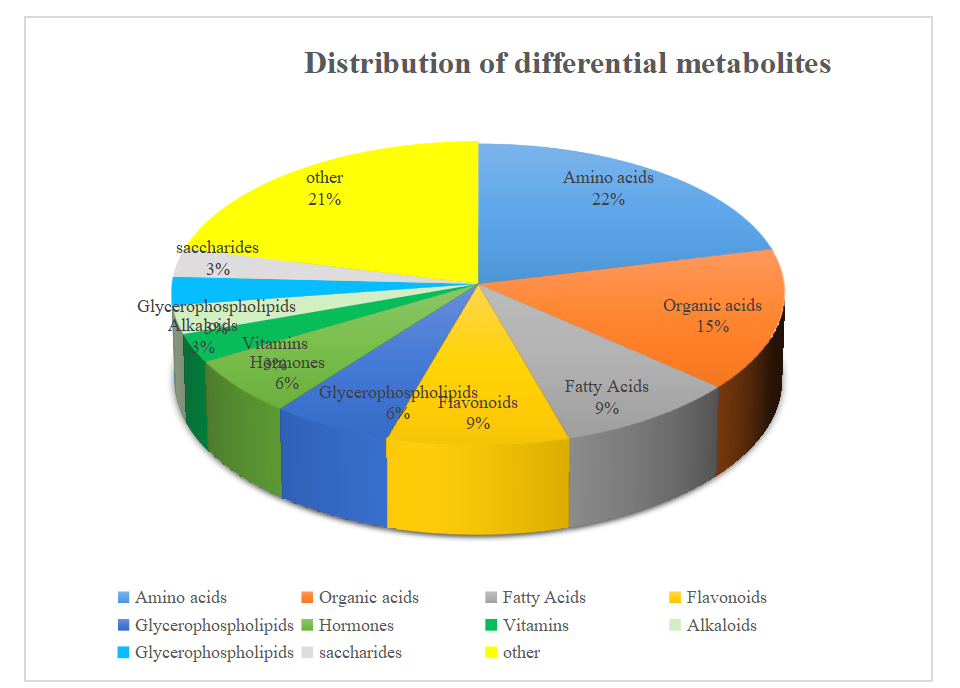 Distribution of differential metabolites
other
21%
Amino acids
22%
saccharides
3%
Organic acids
15%
Glycerophospholipids
3%
Alkaloids
3%
Vitamins
3%
Hormones
6%
Glycerophospholipids
6%
Flavonoids
9%
Fatty Acids
9%
Amino acids Organic acids Fatty Acids Flavonoids
Glycerophospholipids Hormones Vitamins Alkaloids
Glycerophospholipids saccharides other